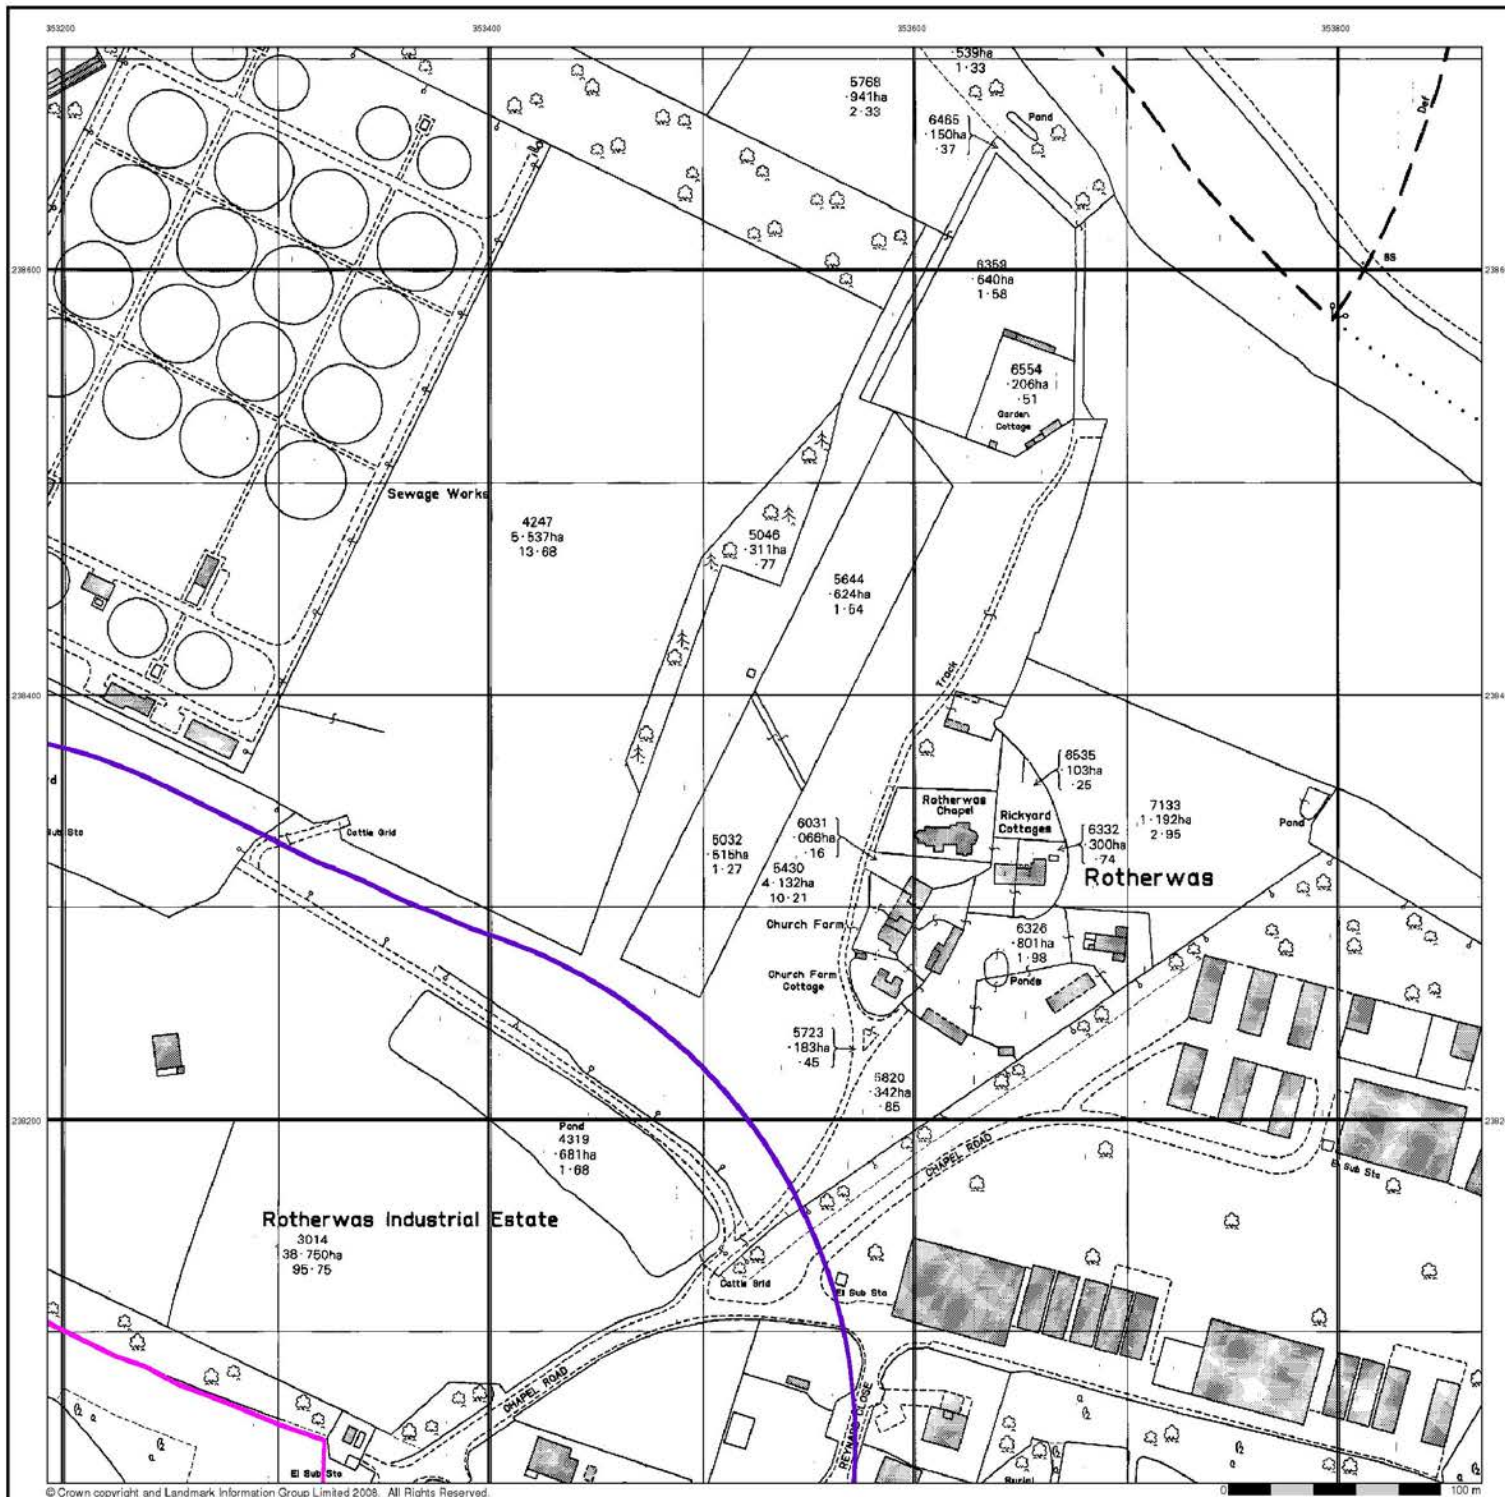 353200
353400
353600
353800
·539ha
1·33
5768
·941ha
2·33
6465
·150ha
·37
Pond
Def
238600
6359
·640ha
1·58
BS
6554
·206ha
·51
Garden
Cottage
Sewage Works
4247
5·537ha
13·68
5046
·311ha
·77
5644
·624ha
1·54
Track
238400
6535
·103ha
·25
Rotherwas
Chapel
Rickyard
Cottages
7133
1·192ha
2·95
Pond
Sub Sta
Cattle Grid
6031
·066ha
·16
5032
·515ha
1·27
5430
4·132ha
10·21
6332
·300ha
·74
Rotherwas
Church Farm
6326
·801ha
1·98
Ponds
Church Farm
Cottage
5723
·183ha
·45
5820
·342ha
·85
238200
Pond
4319
·681ha
1·68
CHAPEL ROAD
El Sub Sta
Rotherwas Industrial Estate
3014
38·750ha
95·75
Cattle Grid
El Sub Sta
CHAPEL ROAD
REYNARD CLOSE
El Sub Sta
© Crown copyright and Landmark Information Group Limited 2008. All Rights Reserved.
0
100 m